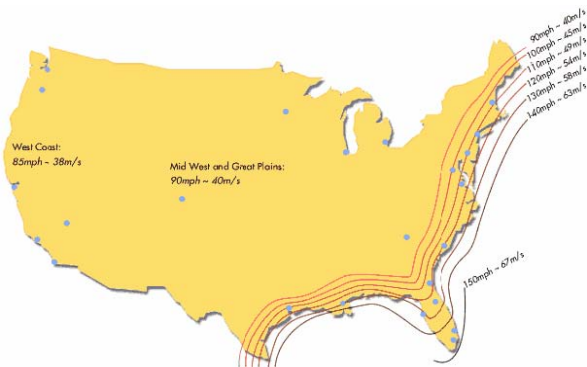 90mph ~ 40m/s
100mph ~ 45m/s
110mph ~ 49m/s
120mph ~ 54m/s
130mph ~ 58m/s
140mph ~ 63m/s
West Coast:
85mph ~ 38m/s
Mid West and Great Plains:
90mph ~ 40m/s
150mph ~ 67m/s